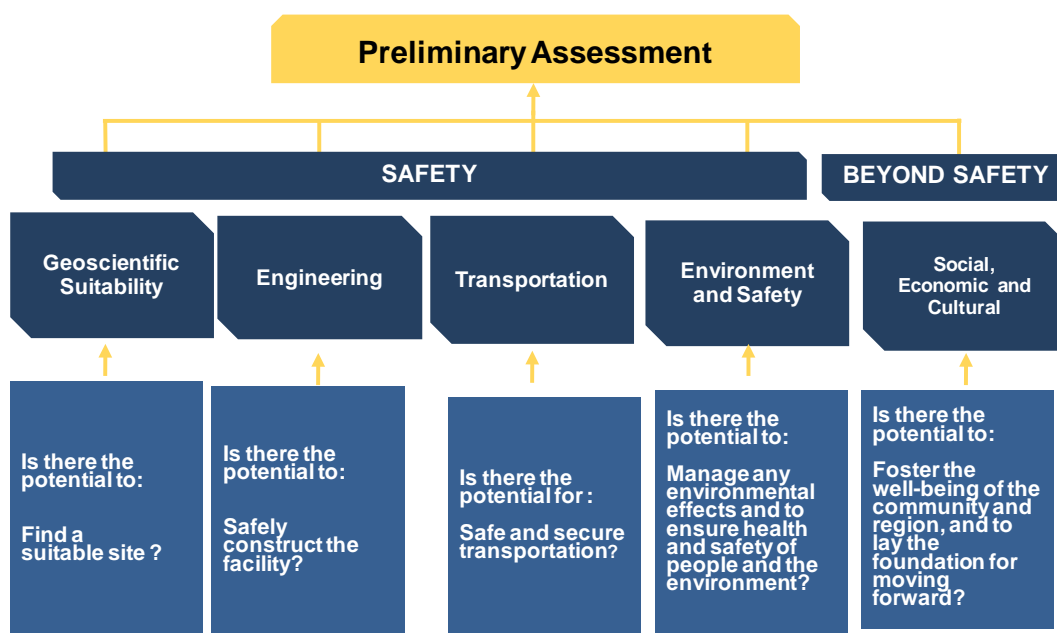 Preliminary Assessment
SAFETY
BEYOND SAFETY
Geoscientific
Suitability
Engineering
Transportation
Environment
and Safety
Social,
Economic and
Cultural
Is there the
potential to:
Find a
suitable site ?
Is there the
potential to:
Safely
construct the
facility?
Is there the
potential for :
Safe and secure
transportation?
Is there the
potential to:
Manage any
environmental
effects and to
ensure health
and safety of
people and the
environment?
Is there the
potential to:
Foster the
well-being of the
community and
region, and to
lay the
foundation for
moving
forward?